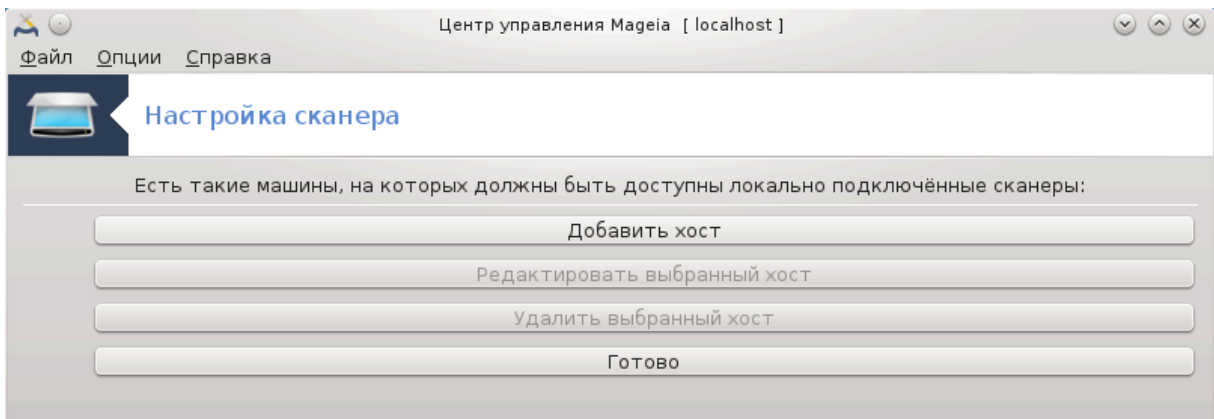 Центр управления Mageia [ localhost ]
Файл Опции Справка
Настройка сканера
Есть такие машины, на которых должны быть доступны локально подключённые сканеры:
Добавить хост
Редактировать выбранный хост
Удалить выбранный хост
Готово